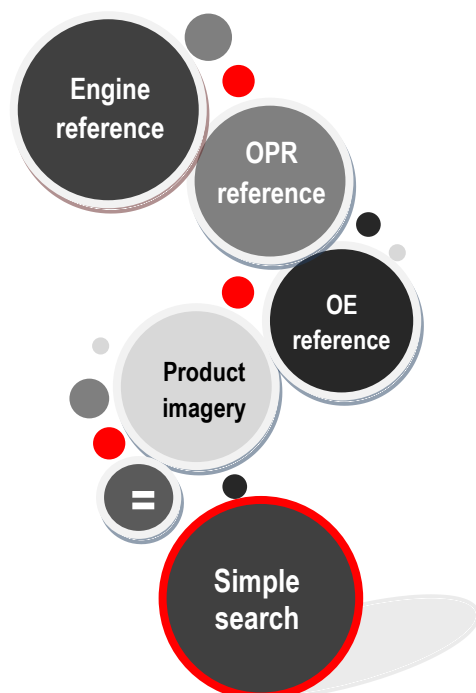 Engine
reference
OPR
reference
OE
reference
Product
imagery
=
Simple
search